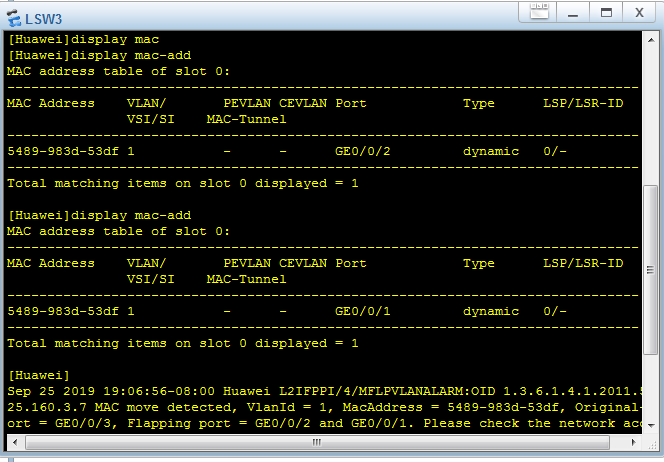 LSW3
[Huawei]display mac
[Huawei]display mac-add
MAC address table of slot 0:
-------------------------------------------------------------------------------
MAC Address    VLAN/       PEVLAN CEVLAN Port            Type      LSP/LSR-ID
               VSI/SI     MAC-Tunnel
-------------------------------------------------------------------------------
5489-983d-53df 1           -      -      GE0/0/2         dynamic   0/-
-------------------------------------------------------------------------------
Total matching items on slot 0 displayed = 1
[Huawei]display mac-add
MAC address table of slot 0:
-------------------------------------------------------------------------------
MAC Address    VLAN/       PEVLAN CEVLAN Port            Type      LSP/LSR-ID
               VSI/SI     MAC-Tunnel
-------------------------------------------------------------------------------
5489-983d-53df 1           -      -      GE0/0/1         dynamic   0/-
-------------------------------------------------------------------------------
Total matching items on slot 0 displayed = 1
[Huawei]
Sep 25 2019 19:06:56-08:00 Huawei L2IFPPI/4/MFLPVLANALARM:OID 1.3.6.1.4.1.2011.5
25.160.3.7 MAC move detected, VlanId = 1, MacAddress = 5489-983d-53df, Original-
ort = GE0/0/3, Flapping port = GE0/0/2 and GE0/0/1. Please check the network acc